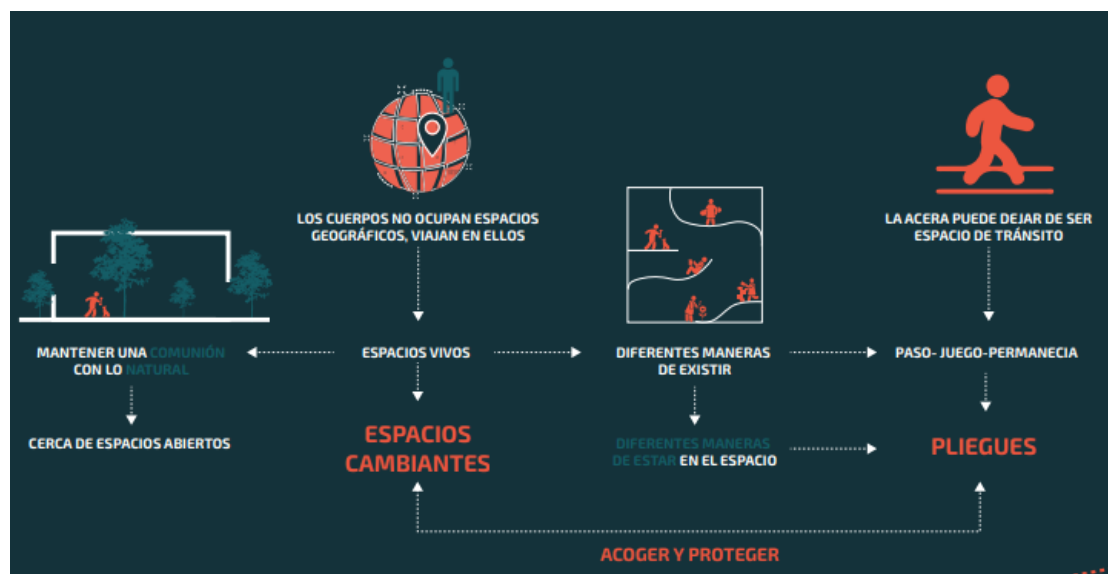 LOS CUERPOS NO OCUPAN ESPACIOS
GEOGRÁFICOS, VIAJAN EN ELLOS
LA ACERA PUEDE DEJAR DE SER
ESPACIO DE TRÁNSITO
MANTENER UNA COMUNIÓN
CON LO NATURAL
ESPACIOS VIVOS
DIFERENTES MANERAS
DE EXISTIR
PASO- JUEGO-PERMANECIA
CERCA DE ESPACIOS ABIERTOS
ESPACIOS
CAMBIANTES
DIFERENTES MANERAS
DE ESTAR EN EL ESPACIO
PLIEGUES
ACOGER Y PROTEGER